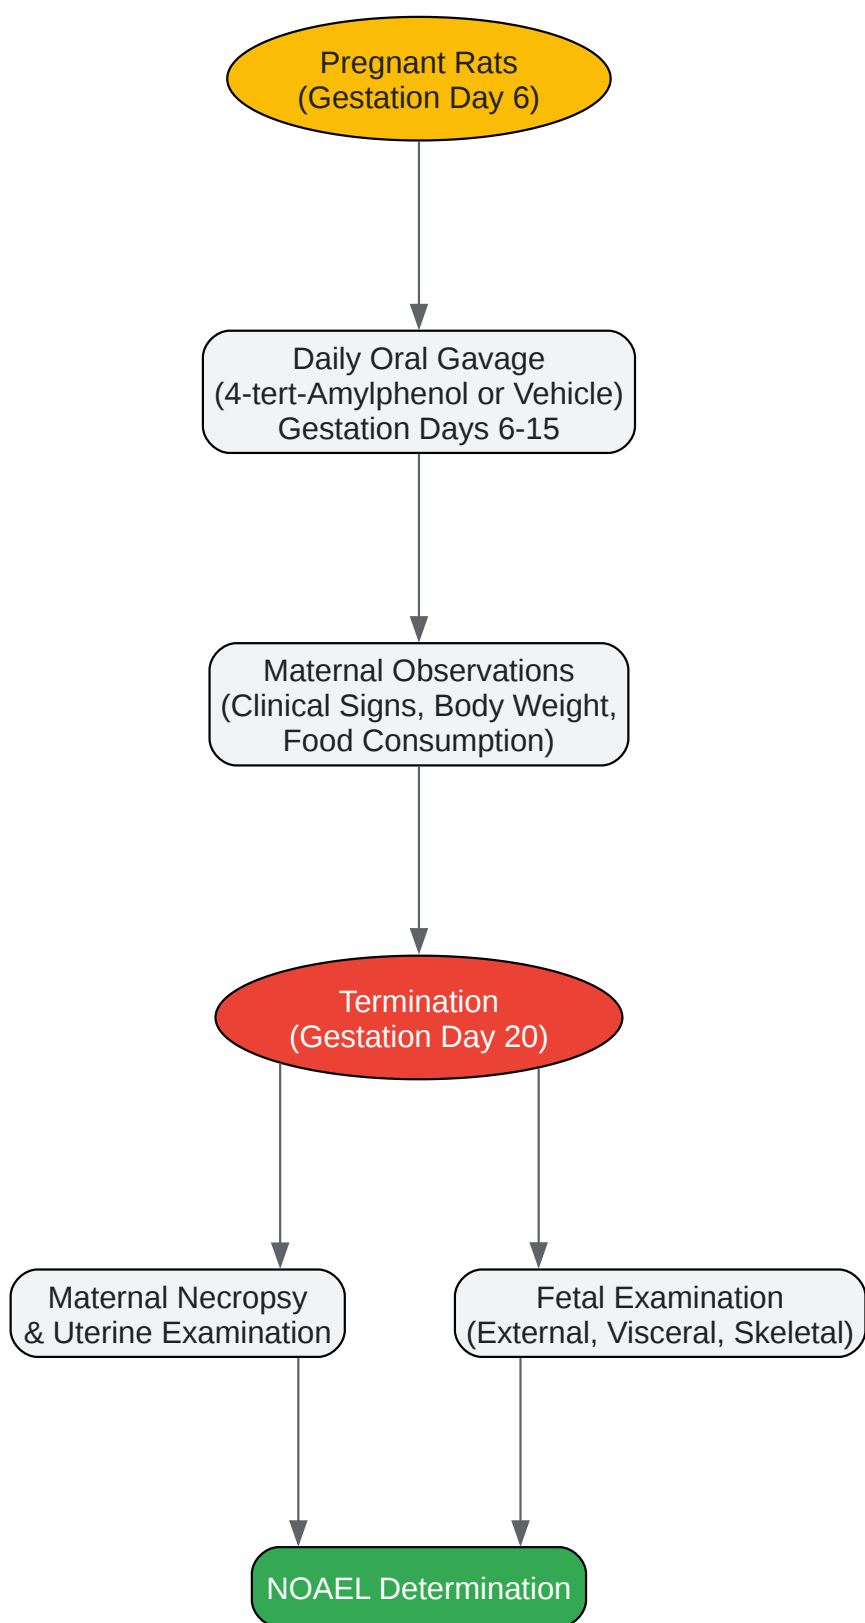 Pregnant Rats
(Gestation Day 6)
Daily Oral Gavage
(4-tert-Amylphenol or Vehicle)
Gestation Days 6-15
Maternal Observations
(Clinical Signs, Body Weight,
Food Consumption)
Termination
(Gestation Day 20)
Maternal Necropsy
& Uterine Examination
Fetal Examination
(External, Visceral, Skeletal)
NOAEL Determination